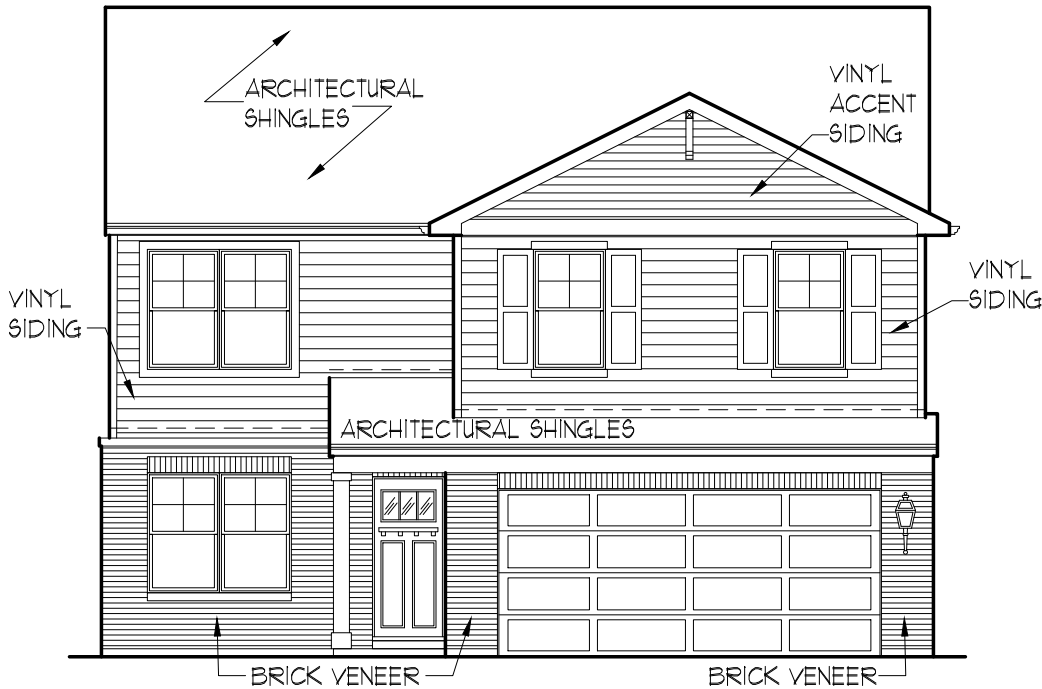 ARCHITECTURAL
SHINGLES
VINYL
ACCENT
SIDING
VINYL
SIDING
VINYL
SIDING
ARCHITECTURAL SHINGLES
BRICK VENEER
BRICK VENEER